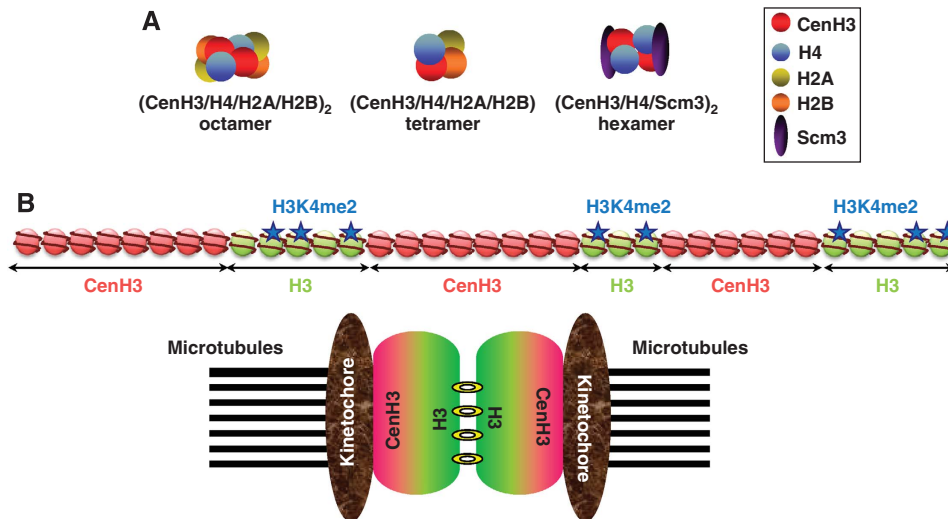 A
(CenH3/H4/H2A/H2B)2
octamer
(CenH3/H4/H2A/H2B)
tetramer
(CenH3/H4/Scm3)2
hexamer
CenH3
H4
H2A
H2B
Scm3
B
H3K4me2
H3K4me2
H3K4me2
CenH3
H3
CenH3
H3
CenH3
H3
Microtubules
Kinetochore
CenH3
H3
H3
CenH3
Kinetochore
Microtubules